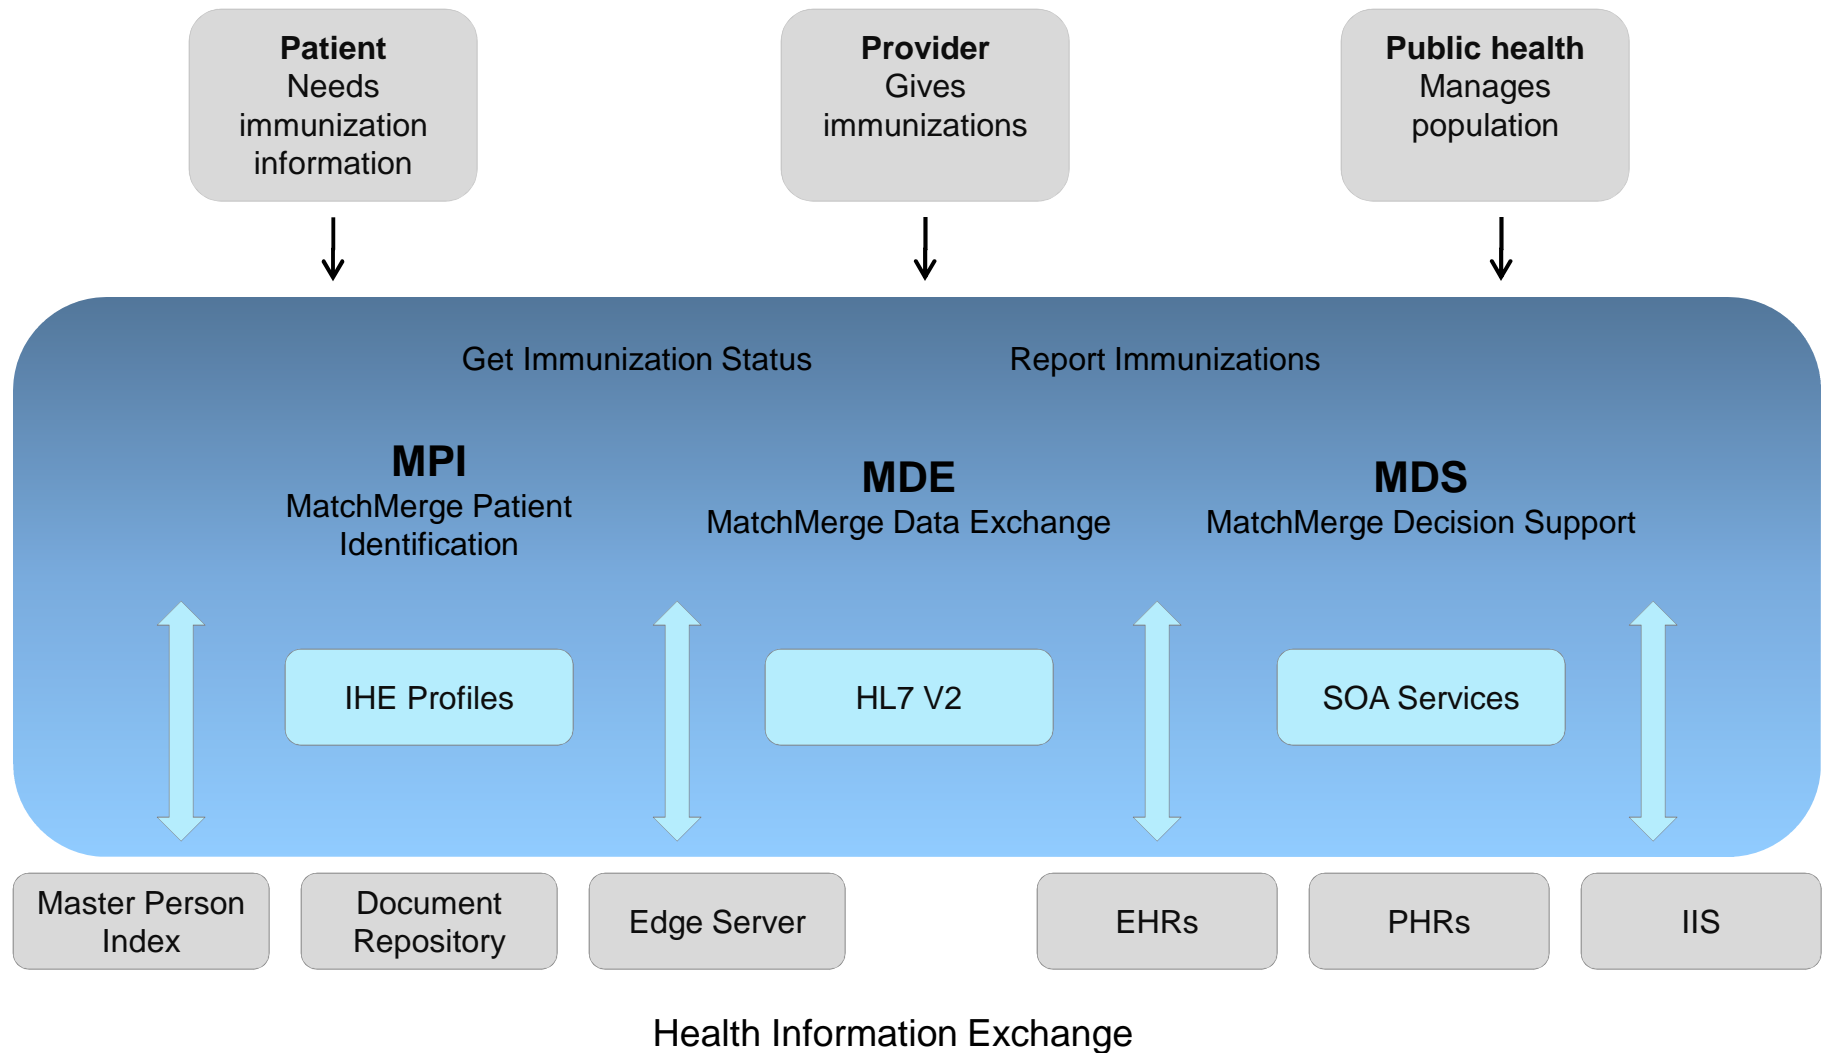 Patient
Needs
immunization
information
Provider
Gives
immunizations
Public health
Manages
population
Get Immunization Status
Report Immunizations
MPI
MatchMerge Patient
Identification
MDE
MatchMerge Data Exchange
MDS
MatchMerge Decision Support
IHE Profiles
HL7 V2
SOA Services
Master Person
Index
Document
Repository
Edge Server
EHRs
PHRs
IIS
Health Information Exchange